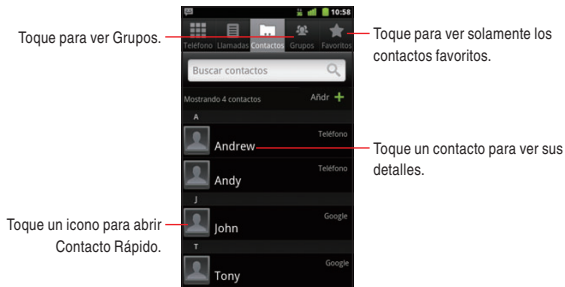 10:58
Toque para ver Grupos.
Toque para ver solamente los
contactos favoritos.
Teléfono Llamadas Contactos Grupos Favoritos
Buscar contactos
Mostrando 4 contactos Añdr +
A
Teléfono
Andrew
Toque un contacto para ver sus
detalles.
Teléfono
Andy
J
Google
John
Toque un icono para abrir
Contacto Rápido.
T
Google
Tony